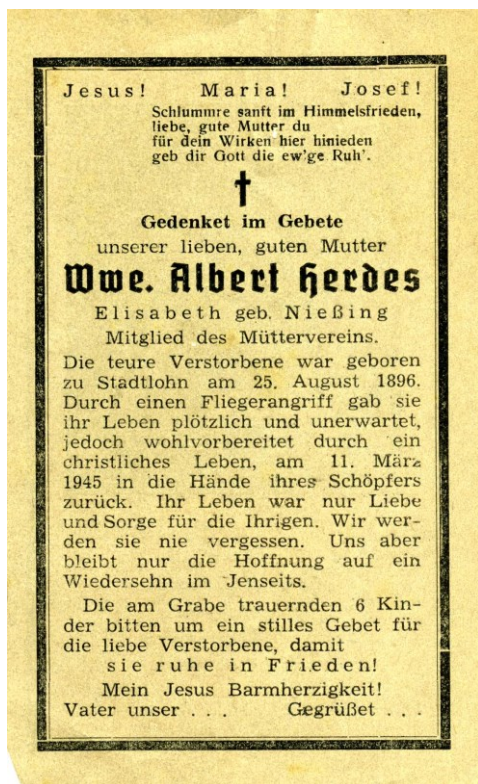 Jesus! Maria! Josef!
Schlummre sanft im Himmelsfrieden,
liebe, gute Mutter du
für dein Wirken hier hinieden
geb dir Gott die ew'ge Ruh'.
Gedenket im Gebete
unserer lieben, guten Mutter
Wwe. Albert Herdes
Elisabeth geb. Nießing
Mitglied des Müttervereins.
Die teure Verstorbene war geboren
zu Stadtlohn am 25. August 1896.
Durch einen Fliegerangriff gab sie
ihr Leben plötzlich und unerwartet,
jedoch wohlvorbereitet durch ein
christliches Leben, am 11. März
1945 in die Hände ihres Schöpfers
zurück. Ihr Leben war nur Liebe
und Sorge für die Ihrigen. Wir wer-
den sie nie vergessen. Uns aber
bleibt nur die Hoffnung auf ein
Wiedersehn im Jenseits.
Die am Grabe trauernden 6 Kin-
der bitten um ein stilles Gebet für
die liebe Verstorbene, damit
sie ruhe in Frieden!
Mein Jesus Barmherzigkeit!
Vater unser . . . Gegrüßet . . .